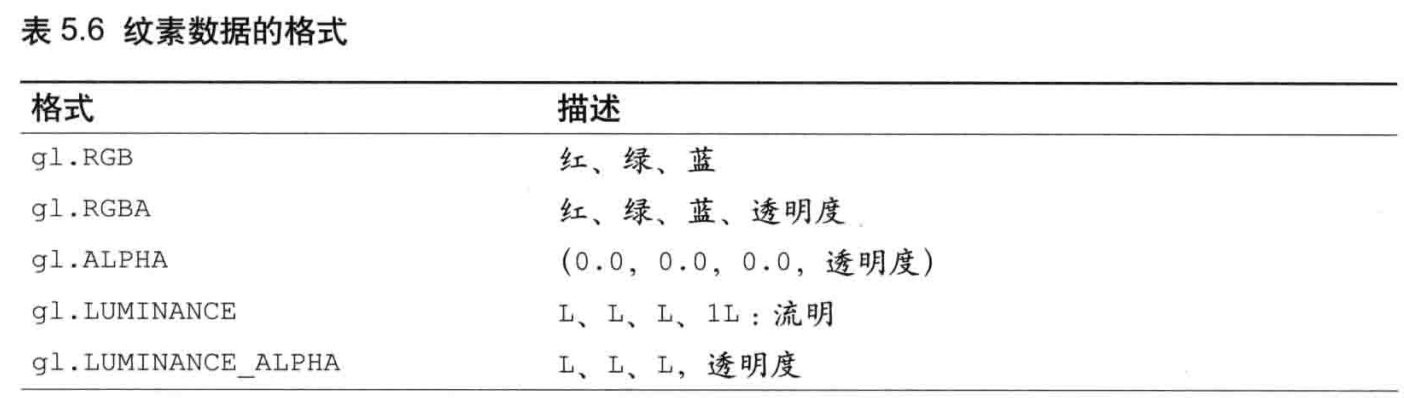 表 5.6 纹素数据的格式
格式 描述
gl.RGB 红、绿、蓝
gl.RGBA 红、绿、蓝、透明度
gl.ALPHA (0.0, 0.0, 0.0, 透明度)
gl.LUMINANCE L、L、L、1L:流明
gl.LUMINANCE_ALPHA L、L、L, 透明度